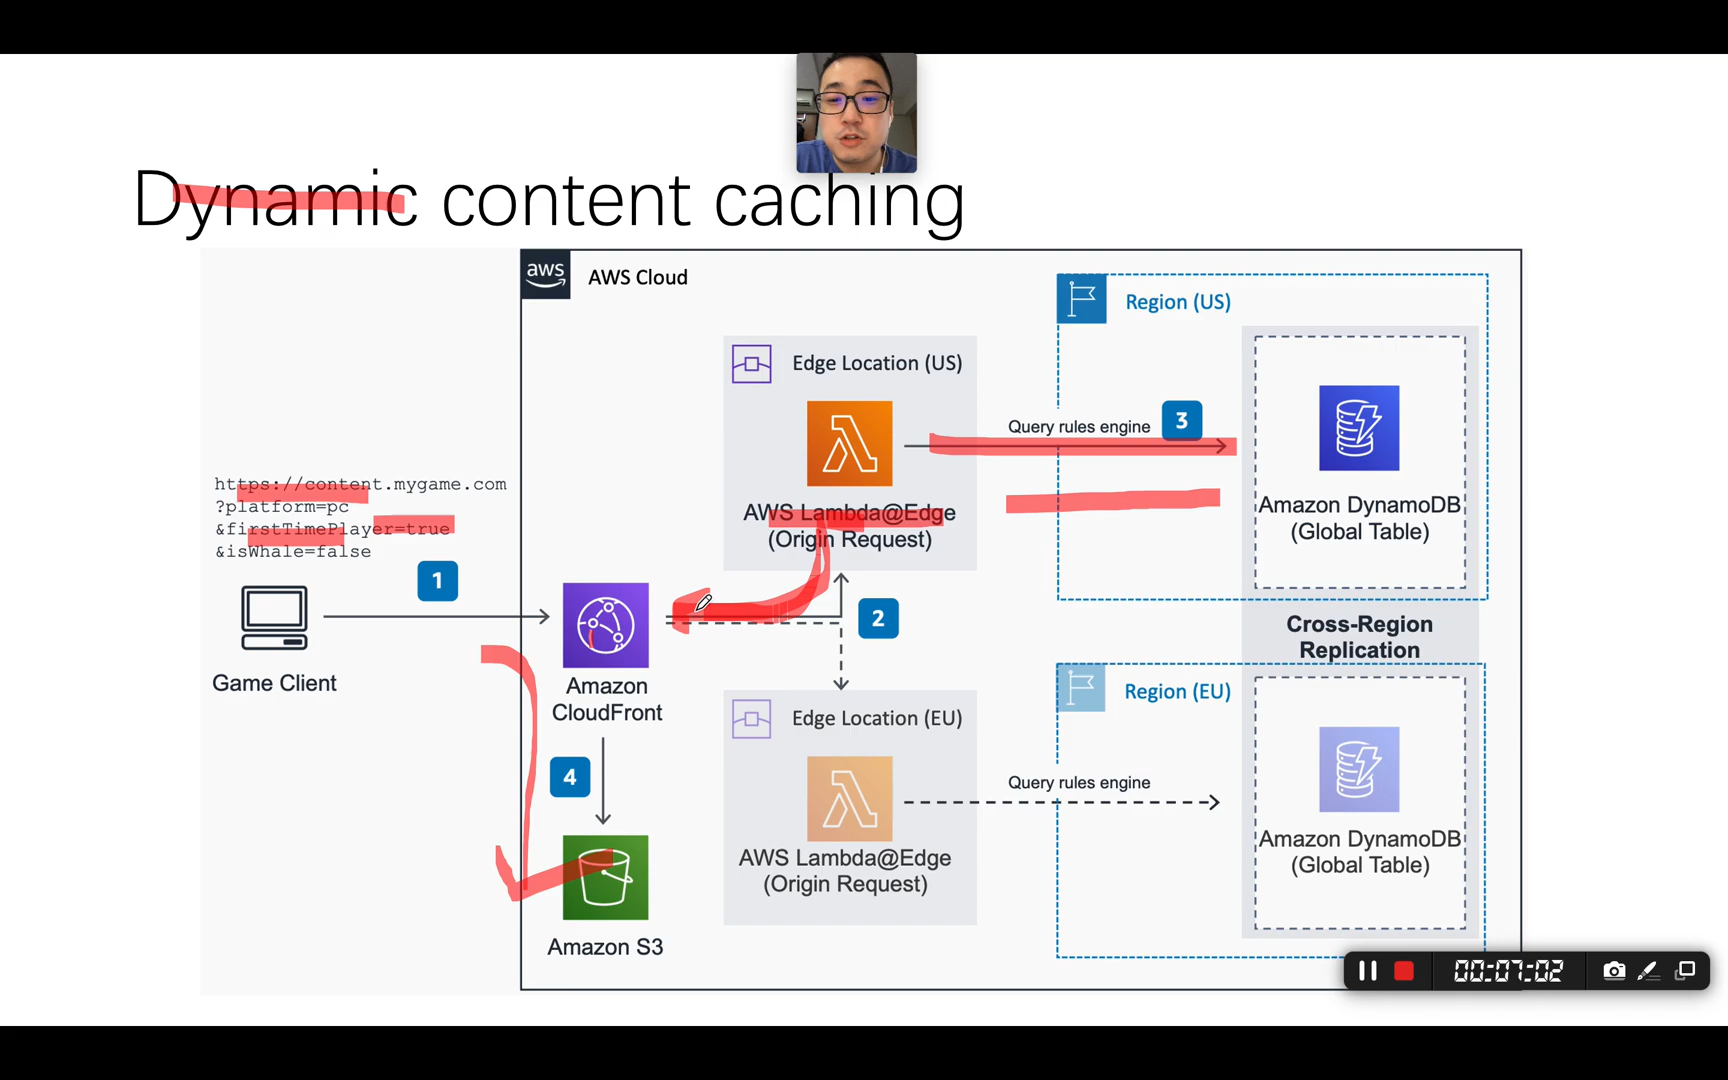 Dynamic content caching
aws
AWS Cloud
Region (US)
Edge Location (US)
Query rules engine
3
https://content.mygame.com
?platform=pc
&firstTimePlayer=true
&isWhale=false
AWS Lambda@Edge
(Origin Request)
Amazon DynamoDB
(Global Table)
1
2
Cross-Region
Replication
Game Client
Amazon
CloudFront
Edge Location (EU)
Region (EU)
4
Query rules engine
AWS Lambda@Edge
(Origin Request)
Amazon DynamoDB
(Global Table)
Amazon S3
00:07:02